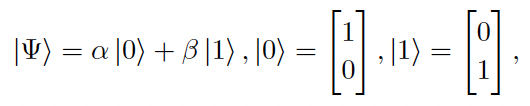 |Ψ⟩ = α |0⟩ + β |1⟩ , |0⟩ = [1 0] , |1⟩ = [0 1] ,